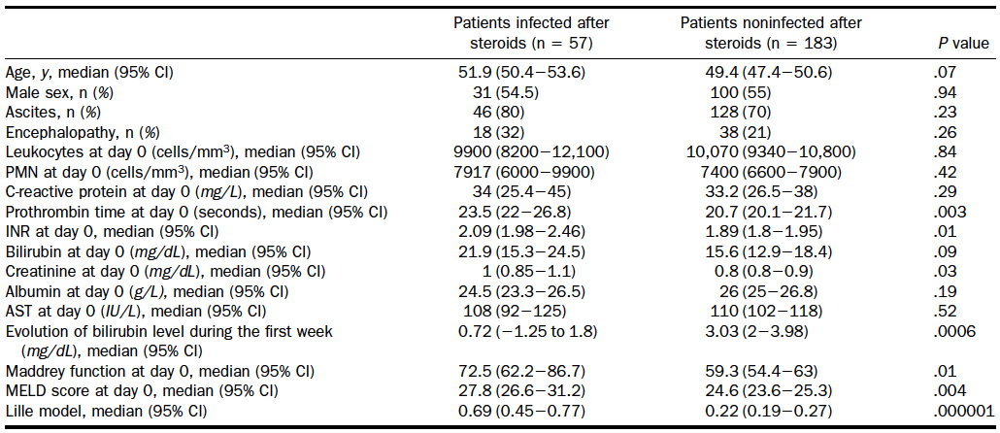 Patients infected after steroids (n = 57) Patients noninfected after steroids (n = 183) P value
Age, y, median (95% CI) 51.9 (50.4–53.6) 49.4 (47.4–50.6) .07
Male sex, n (%) 31 (54.5) 100 (55) .94
Ascites, n (%) 46 (80) 128 (70) .23
Encephalopathy, n (%) 18 (32) 38 (21) .26
Leukocytes at day 0 (cells/mm³), median (95% CI) 9900 (8200–12,100) 10,070 (9340–10,800) .84
PMN at day 0 (cells/mm³), median (95% CI) 7917 (6000–9900) 7400 (6600–7900) .42
C-reactive protein at day 0 (mg/L), median (95% CI) 34 (25.4–45) 33.2 (26.5–38) .29
Prothrombin time at day 0 (seconds), median (95% CI) 23.5 (22–26.8) 20.7 (20.1–21.7) .003
INR at day 0, median (95% CI) 2.09 (1.98–2.46) 1.89 (1.8–1.95) .01
Bilirubin at day 0 (mg/dL), median (95% CI) 21.9 (15.3–24.5) 15.6 (12.9–18.4) .09
Creatinine at day 0 (mg/dL), median (95% CI) 1 (0.85–1.1) 0.8 (0.8–0.9) .03
Albumin at day 0 (g/L), median (95% CI) 24.5 (23.3–26.5) 26 (25–26.8) .19
AST at day 0 (IU/L), median (95% CI) 108 (92–125) 110 (102–118) .52
Evolution of bilirubin level during the first week 0.72 (−1.25 to 1.8) 3.03 (2–3.98) .0006
(mg/dL), median (95% CI)
Maddrey function at day 0, median (95% CI) 72.5 (62.2–86.7) 59.3 (54.4–63) .01
MELD score at day 0, median (95% CI) 27.8 (26.6–31.2) 24.6 (23.6–25.3) .004
Lille model, median (95% CI) 0.69 (0.45–0.77) 0.22 (0.19–0.27) .000001